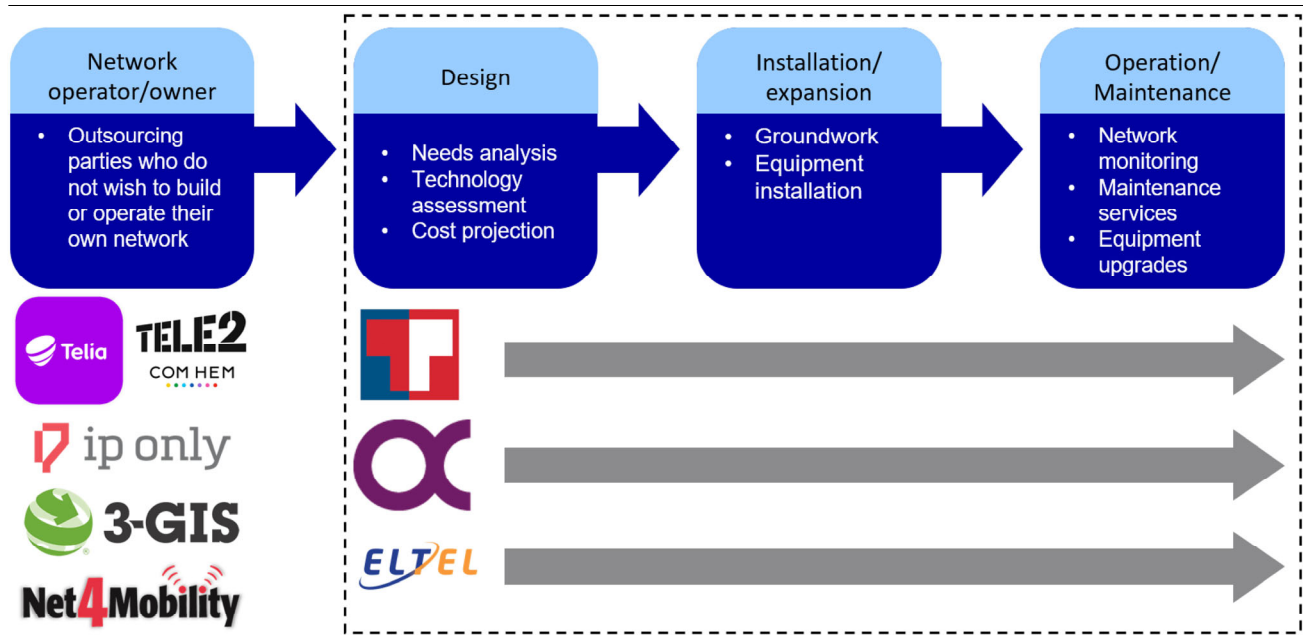 Network
operator/owner
• Outsourcing
parties who do
not wish to build
or operate their
own network
Design
• Needs analysis
• Technology
assessment
• Cost projection
Installation/
expansion
• Groundwork
• Equipment
installation
Operation/
Maintenance
• Network
monitoring
• Maintenance
services
• Equipment
upgrades
Telia
TELE2
COM HEM
ip only
3-GIS
®
Net4Mobility
T
ELTEL